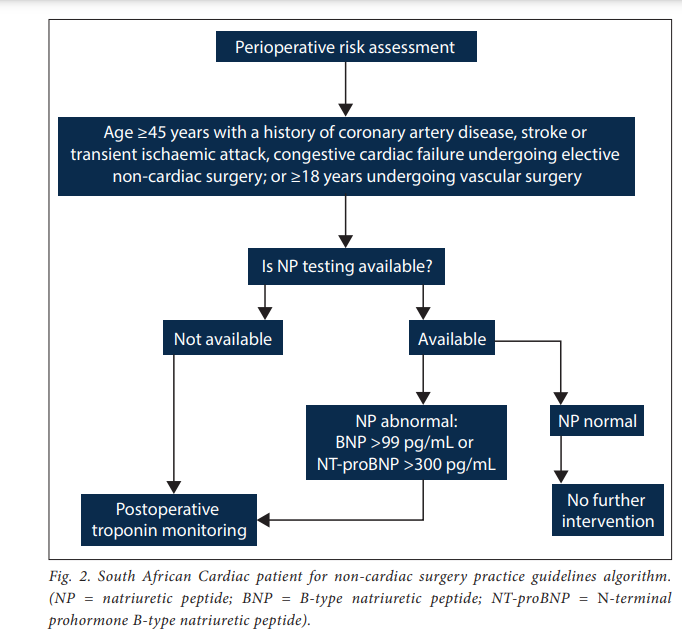 Perioperative risk assessment
Age ≥45 years with a history of coronary artery disease, stroke or
transient ischaemic attack, congestive cardiac failure undergoing elective
non-cardiac surgery; or ≥18 years undergoing vascular surgery
Is NP testing available?
Not available
Available
NP abnormal:
BNP >99 pg/mL or
NT-proBNP >300 pg/mL
NP normal
Postoperative
troponin monitoring
No further
intervention
Fig. 2. South African Cardiac patient for non-cardiac surgery practice guidelines algorithm.
(NP = natriuretic peptide; BNP = B-type natriuretic peptide; NT-proBNP = N-terminal
prohormone B-type natriuretic peptide).